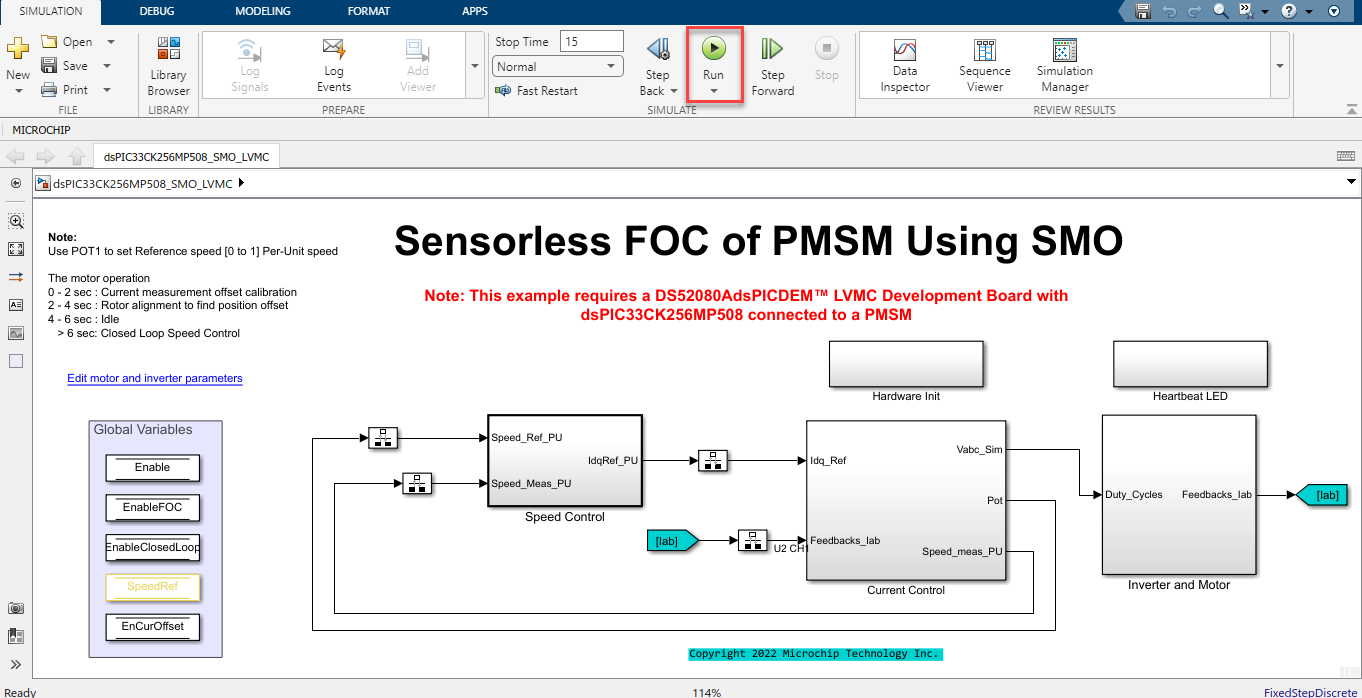 SIMULATION
DEBUG
MODELING
FORMAT
APPS
New
Open
Save
Print
FILE
Library
Browser
LIBRARY
Log
Signals
Log
Events
Add
Viewer
PREPARE
Stop Time 15
Normal
Fast Restart
Step
Back
Run
Step
Forward
Stop
SIMULATE
Data
Inspector
Sequence
Viewer
Simulation
Manager
REVIEW RESULTS
MICROCHIP
dsPIC33CK256MP508_SMO_LVMC
dsPIC33CK256MP508_SMO_LVMC
Sensorless FOC of PMSM Using SMO
Note:
Use POT1 to set Reference speed [0 to 1] Per-Unit speed
The motor operation
0 - 2 sec : Current measurement offset calibration
2 - 4 sec : Rotor alignment to find position offset
4 - 6 sec : Idle
> 6 sec: Closed Loop Speed Control
Note: This example requires a DS52080AdsPICDEM™ LVMC Development Board with
dsPIC33CK256MP508 connected to a PMSM
Edit motor and inverter parameters
Hardware Init
Heartbeat LED
Global Variables
Enable
EnableFOC
EnableClosedLoop
SpeedRef
EnCurOffset
Speed_Ref_PU
IdqRef_PU
Speed_Meas_PU
Speed Control
[Iab]
U2 CH1
Idq_Ref
Vabc_Sim
Pot
Feedbacks_Iab
Speed_meas_PU
Current Control
Duty_Cycles
Feedbacks_Iab
Inverter and Motor
[Iab]
Copyright 2022 Microchip Technology Inc.
Ready
114%
FixedStepDiscrete